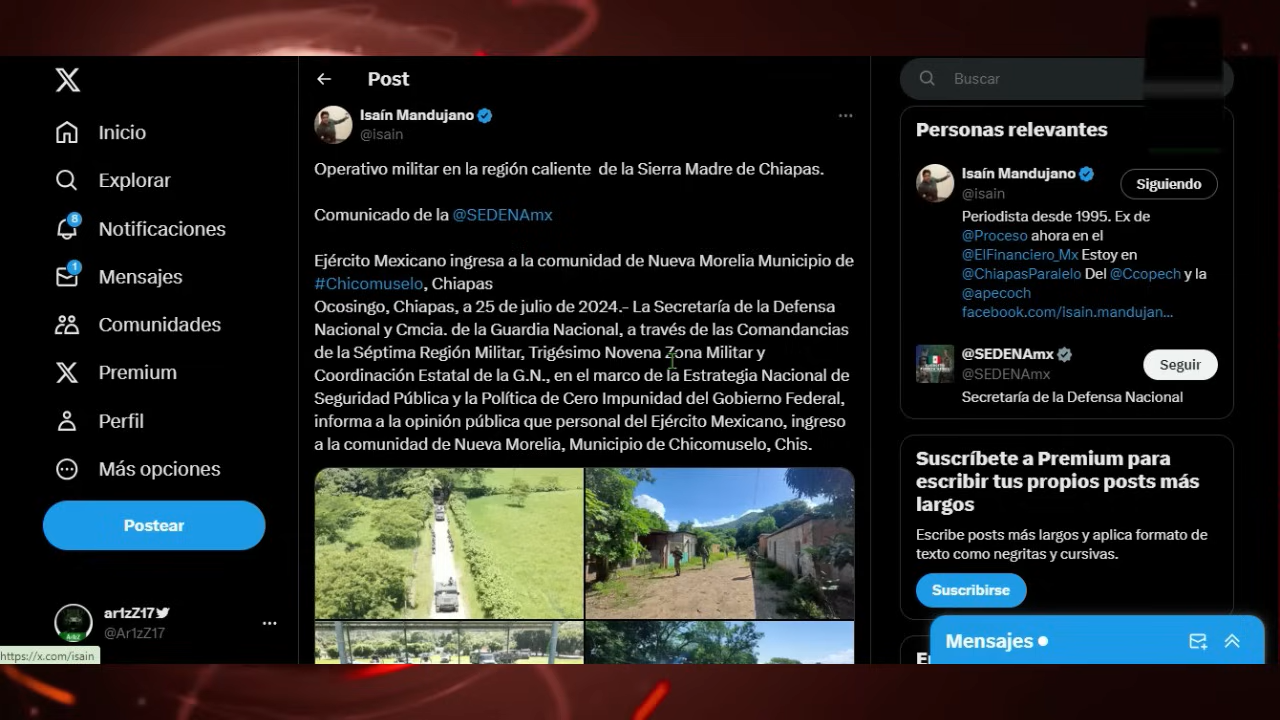 Inicio
Explorar
8
Notificaciones
1
Mensajes
Comunidades
Premium
Perfil
Más opciones
Postear
ar1zZ17
@Ar1zZ17
https://x.com/isain
Post
Isaín Mandujano
@isain
Operativo militar en la región caliente de la Sierra Madre de Chiapas.
Comunicado de la @SEDENAmx
Ejército Mexicano ingresa a la comunidad de Nueva Morelia Municipio de
#Chicomuselo, Chiapas
Ocosingo, Chiapas, a 25 de julio de 2024.- La Secretaría de la Defensa
Nacional y Cmcia. de la Guardia Nacional, a través de las Comandancias
de la Séptima Región Militar, Trigésimo Novena Zona Militar y
Coordinación Estatal de la G.N., en el marco de la Estrategia Nacional de
Seguridad Pública y la Política de Cero Impunidad del Gobierno Federal,
informa a la opinión pública que personal del Ejército Mexicano, ingreso
a la comunidad de Nueva Morelia, Municipio de Chicomuselo, Chis.
Buscar
Personas relevantes
Isaín Mandujano
@isain
Siguiendo
Periodista desde 1995. Ex de
@Proceso ahora en el
@ElFinanciero_Mx Estoy en
@ChiapasParalelo Del @Ccopech y la
@apecoch
facebook.com/isain.mandujan...
@SEDENAmx
@SEDENAmx
Seguir
Secretaría de la Defensa Nacional
Suscríbete a Premium para
escribir tus propios posts más
largos
Escribe posts más largos y aplica formato de
texto como negritas y cursivas.
Suscribirse
Mensajes